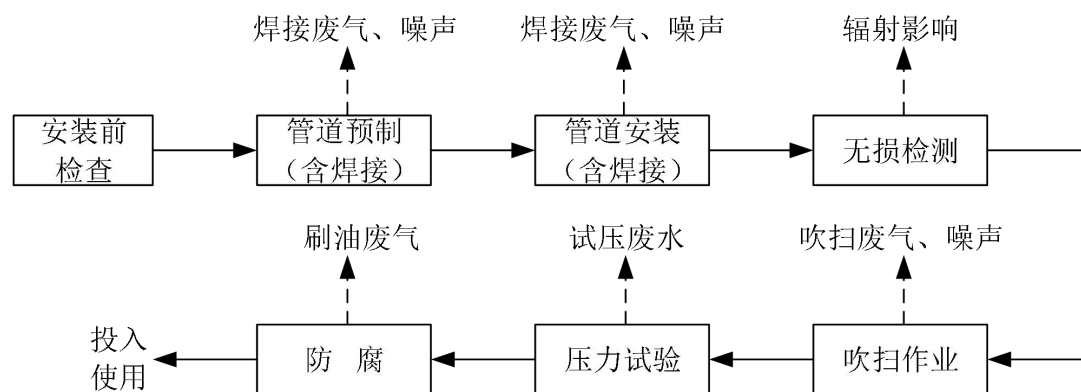 焊接废气、噪声
焊接废气、噪声
辐射影响
安装前
检查
管道预制
（含焊接）
管道安装
（含焊接）
无损检测
刷油废气
试压废水
吹扫废气、噪声
投入
使用
防 腐
压力试验
吹扫作业